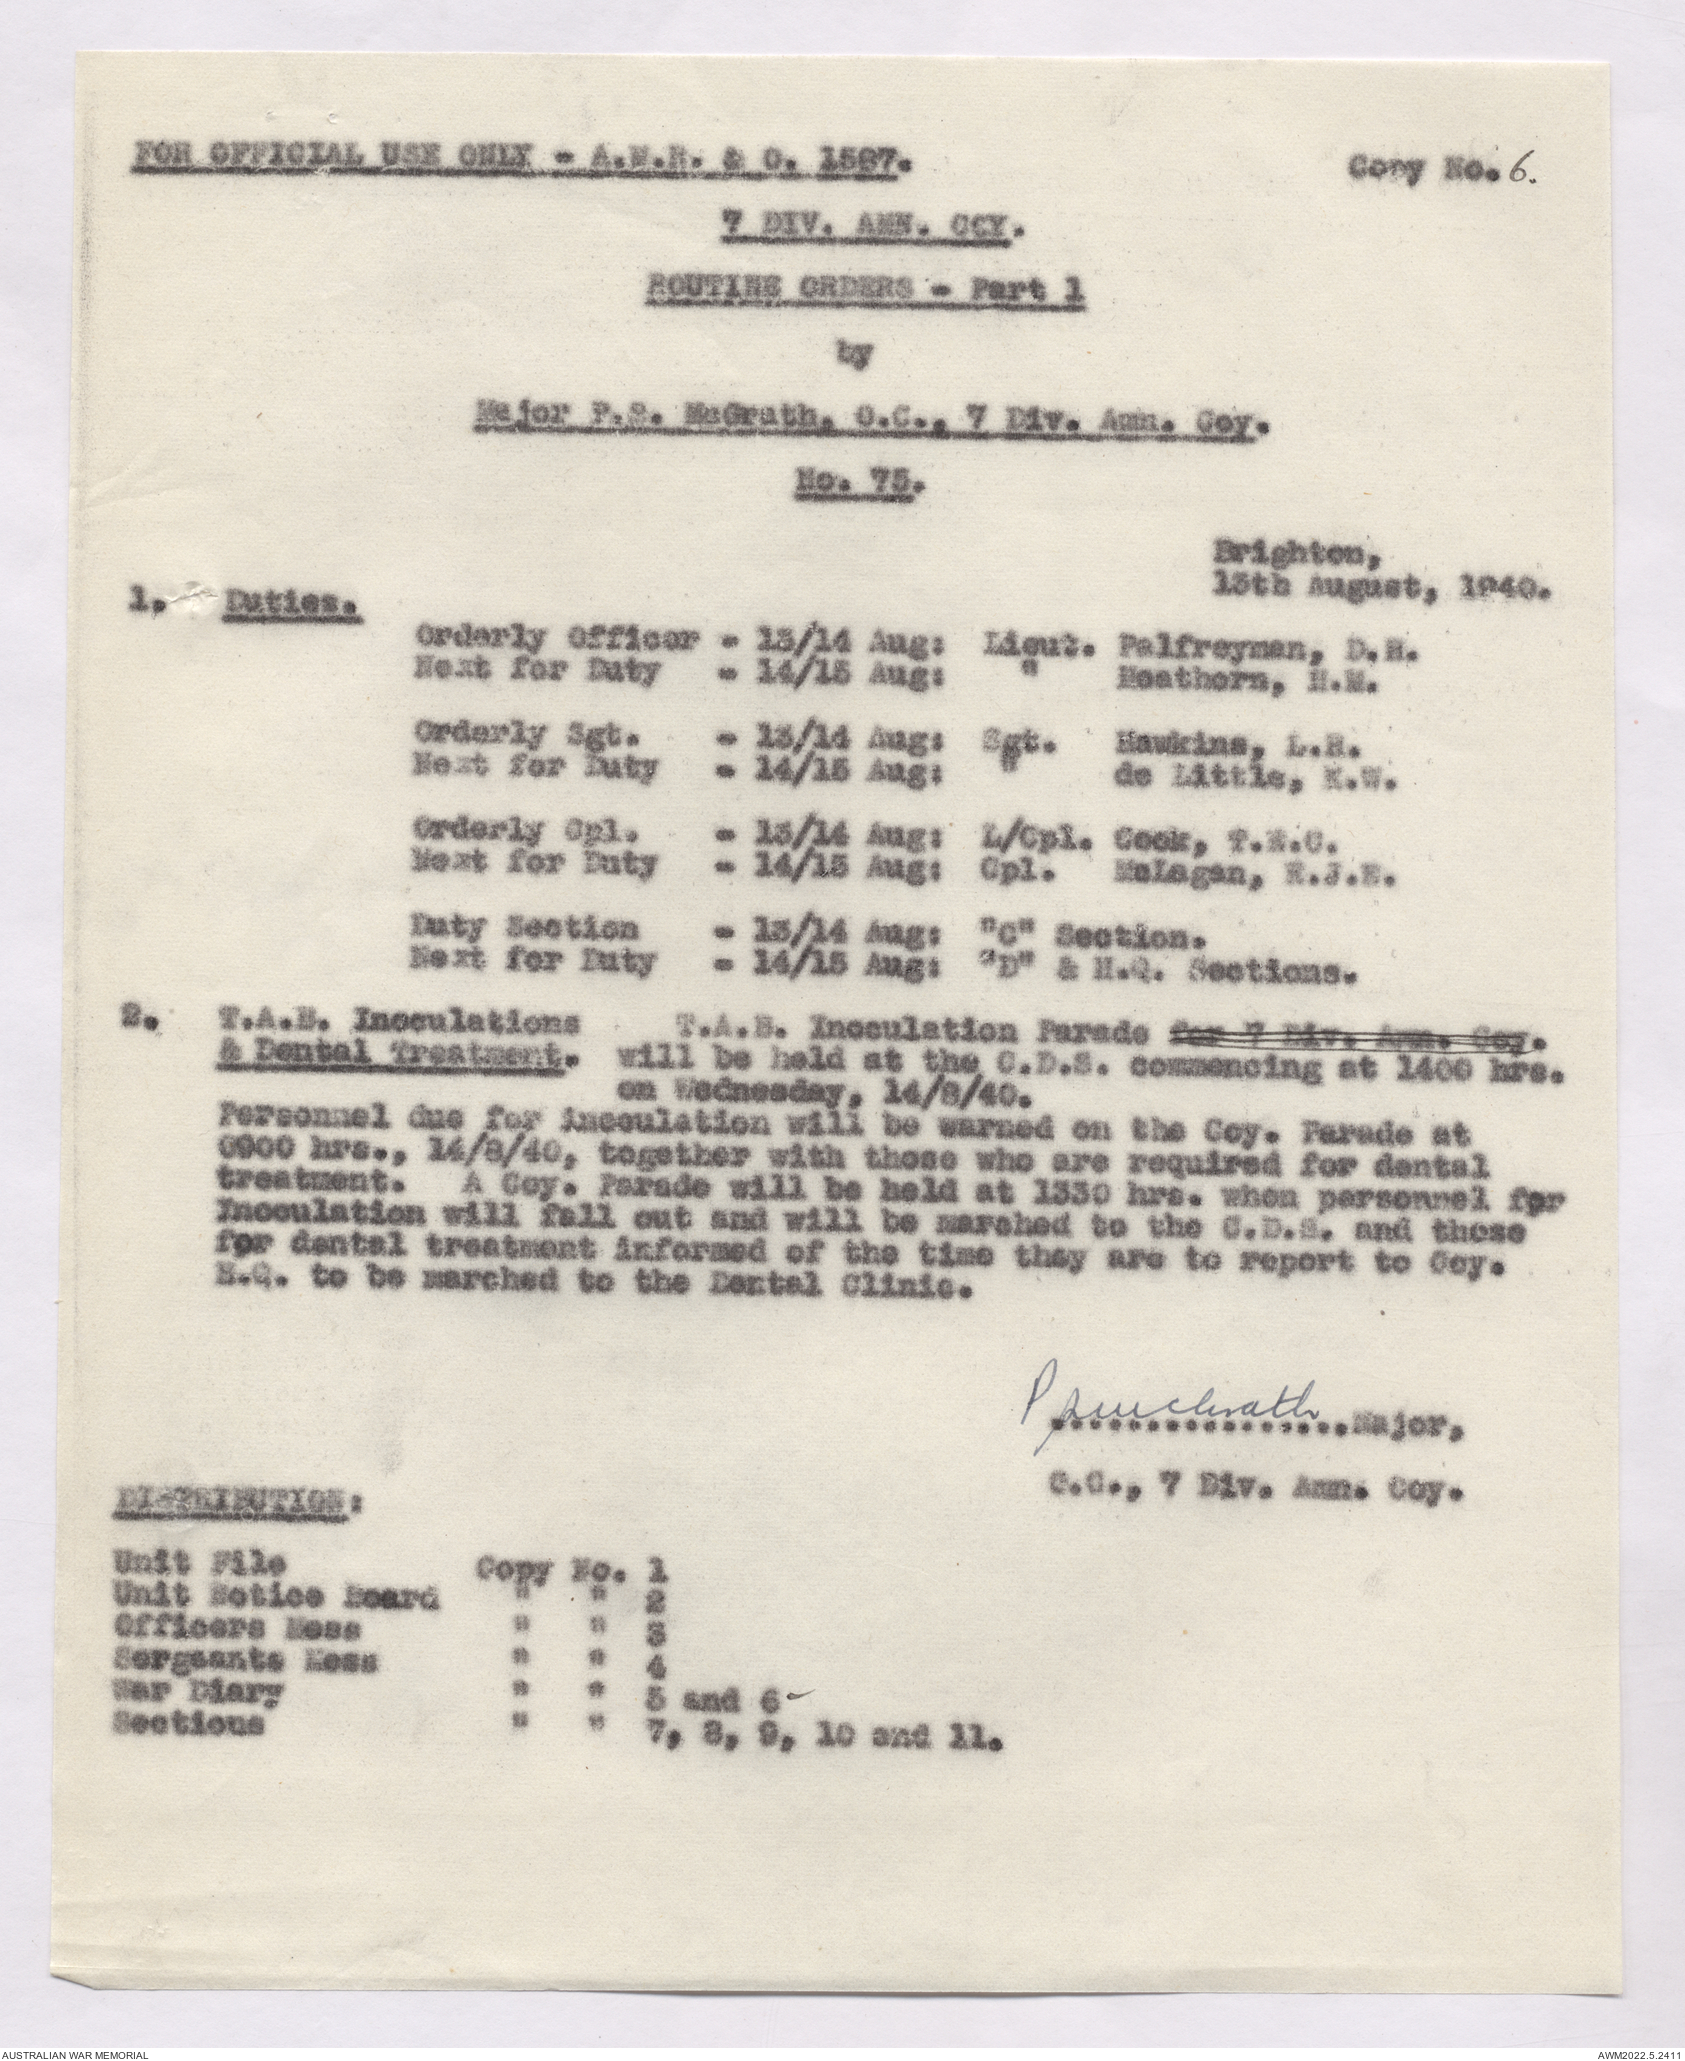 FOR OFFICIAL USE ONLY - A.M.R. & O. 1587.
Copy No. 6.
7 DIV. AMN. COY.
ROUTINE ORDERS - Part 1
by
Major P.S. McGrath, O.C., 7 Div. Amn. Coy.
No. 75.
Brighton,
13th August, 1940.
1. Duties.
Orderly Officer - 13/14 Aug: Lieut. Palfreyman, D.H.
Next for Duty - 14/15 Aug: " Heathorn, H.M.
Orderly Sgt. - 13/14 Aug: Sgt. Hawkins, L.R.
Next for Duty - 14/15 Aug: " de Little, K.W.
Orderly Cpl. - 13/14 Aug: L/Cpl. Cook,
Next for Duty - 14/15 Aug: Cpl. McLagan,
Duty Section - 13/14 Aug: "C" Section.
Next for Duty - 14/15 Aug: "D" & H.Q. Sections.
2. T.A.B. Inoculations T.A.B. Inoculation Parade for 7 Div. Amn. Coy.
& Dental Treatment. will be held at the C.D.S. commencing at 1400 hrs.
on Wednesday, 14/8/40.
Personnel due for inoculation will be warned on the Coy. Parade at
0900 hrs., 14/8/40, together with those who are required for dental
treatment. A Coy. Parade will be held at 1330 hrs. when personnel for
Inoculation will fall out and will be marched to the C.D.S. and those
for dental treatment informed of the time they are to report to Coy.
H.Q. to be marched to the Dental Clinic.
P S McGrath
................Major,
O.C., 7 Div. Amn. Coy.
DISTRIBUTION:
Unit File Copy No. 1
Unit Notice Board " " 2
Officers Mess " " 3
Sergeants Mess " " 4
War Diary " " 5 and 6
Sections " " 7, 8, 9, 10 and 11.
AUSTRALIAN WAR MEMORIAL
AWM2022.5.2411